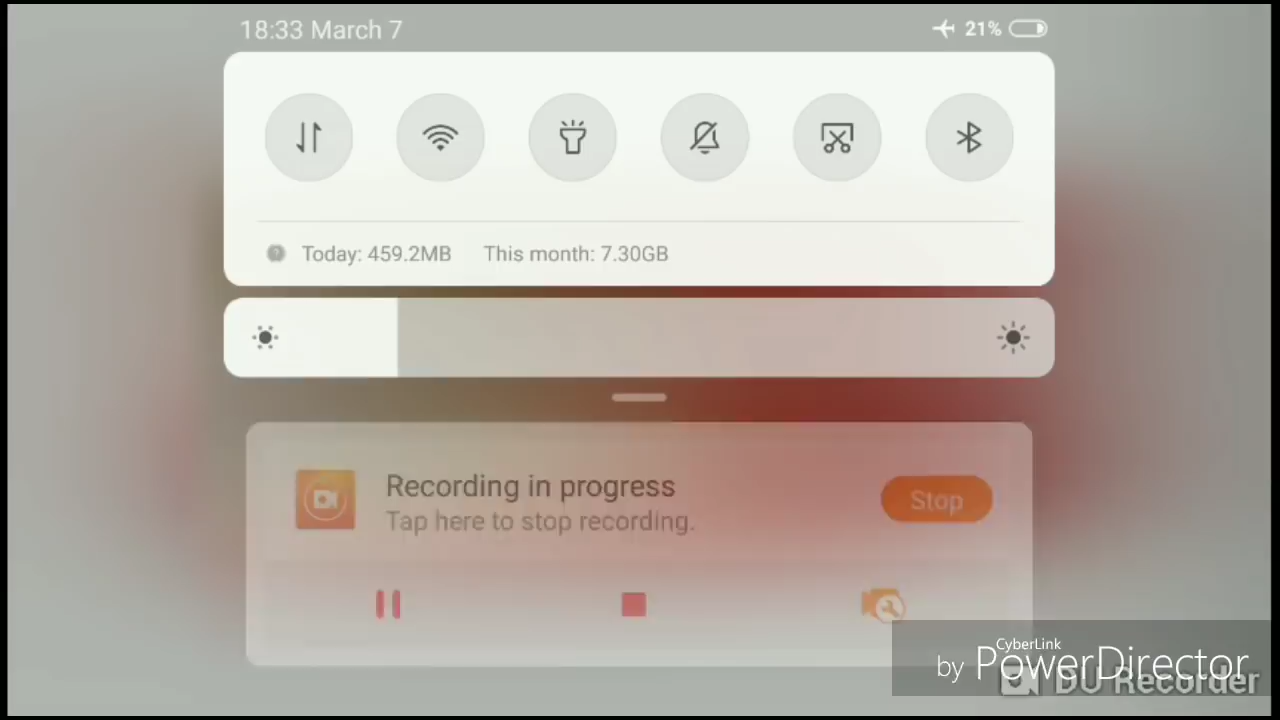 18:33 March 7
21%
Today: 459.2MB This month: 7.30GB
Recording in progress
Tap here to stop recording.
Stop
CyberLink
by PowerDirector
DU Recorder